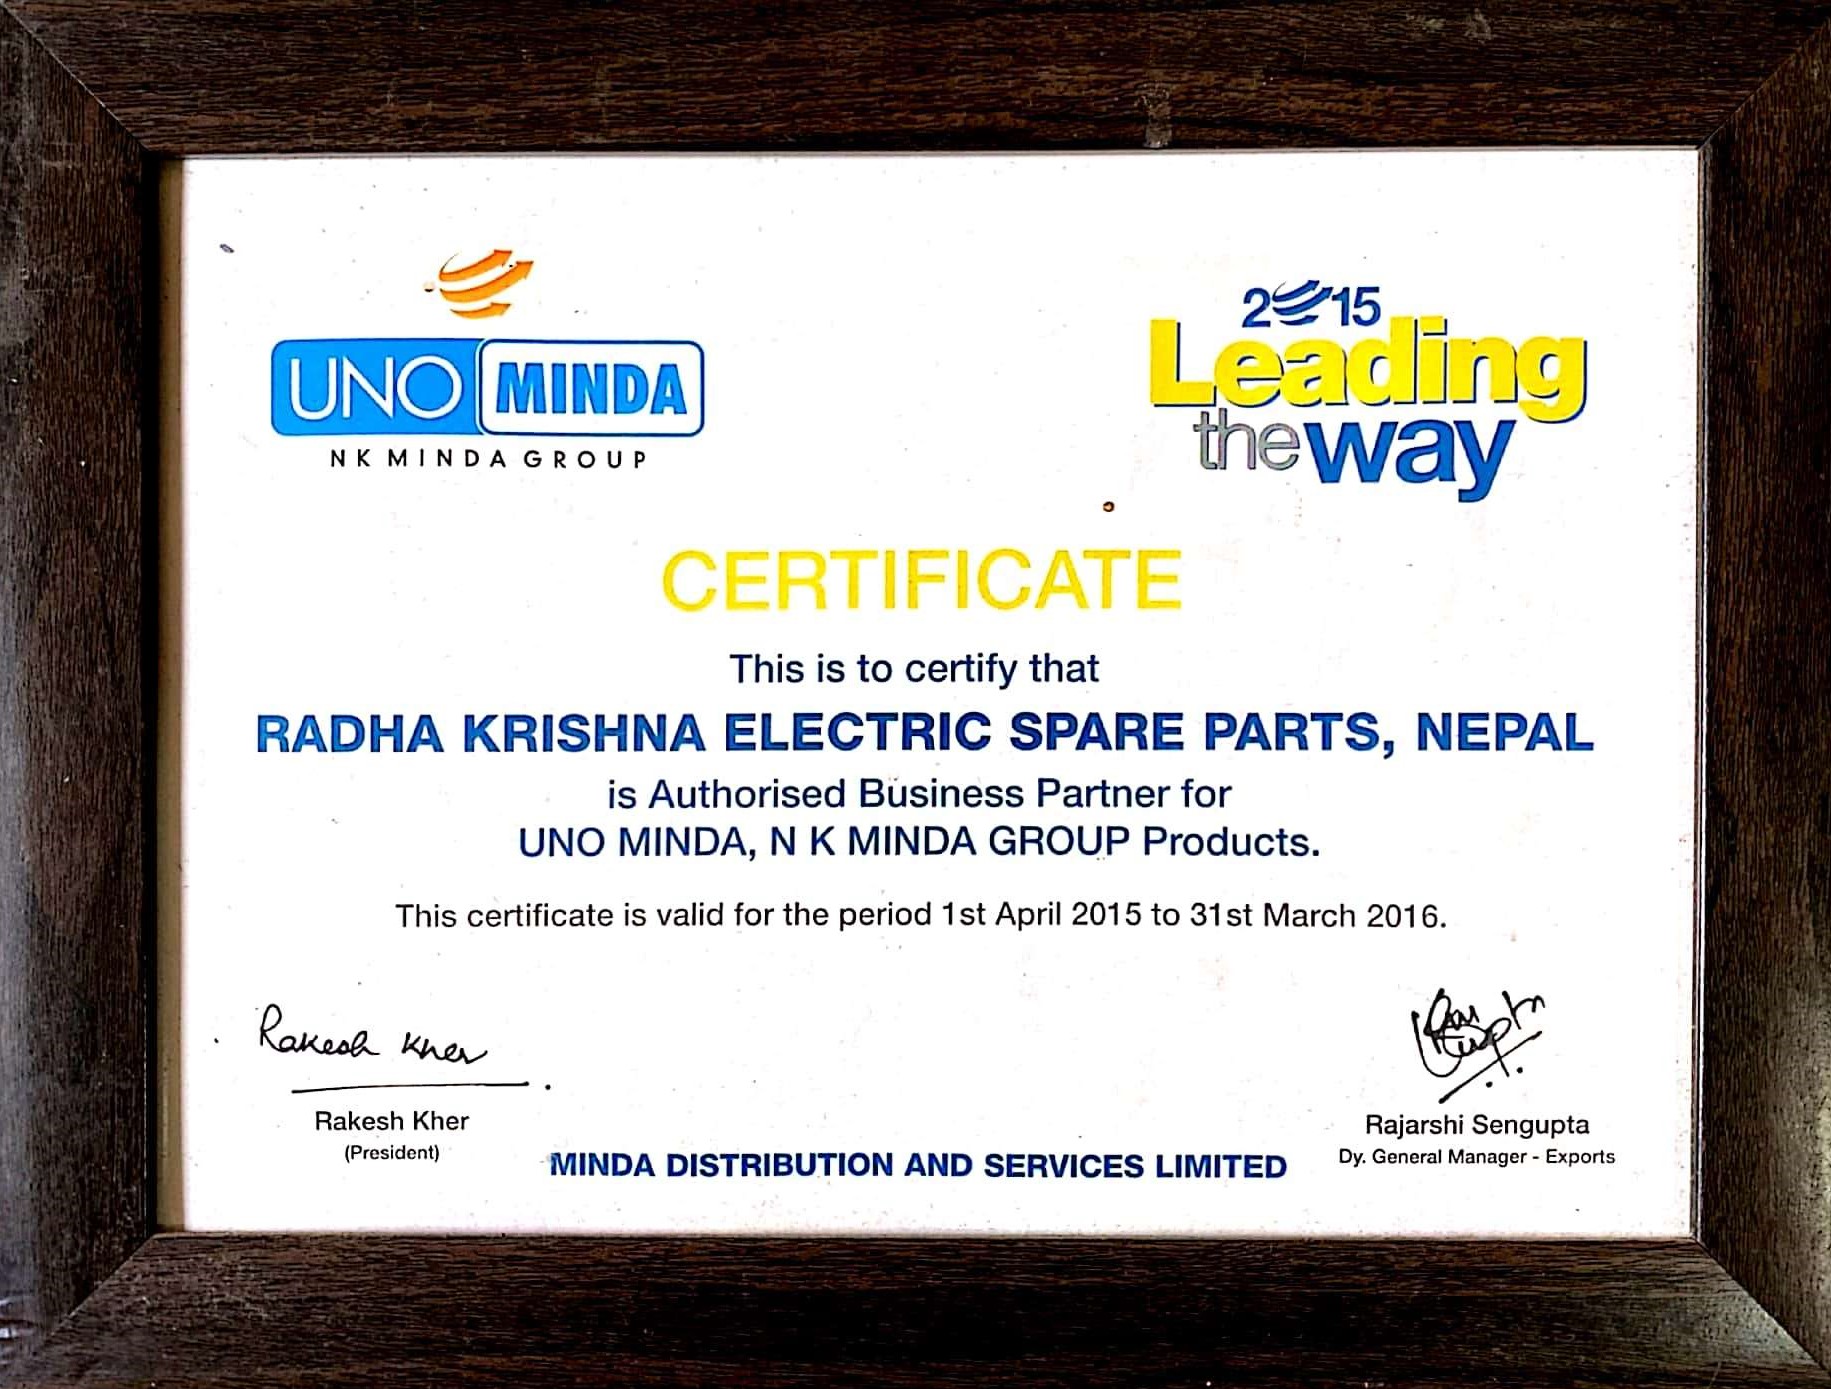 UNO MINDA
NK MINDA GROUP
2015
Leading
the way
CERTIFICATE
This is to certify that
RADHA KRISHNA ELECTRIC SPARE PARTS, NEPAL
is Authorised Business Partner for
UNO MINDA, N K MINDA GROUP Products.
This certificate is valid for the period 1st April 2015 to 31st March 2016.
Rakesh Kher
Rakesh Kher
(President)
MINDA DISTRIBUTION AND SERVICES LIMITED
Rajarshi Sengupta
Dy. General Manager - Exports